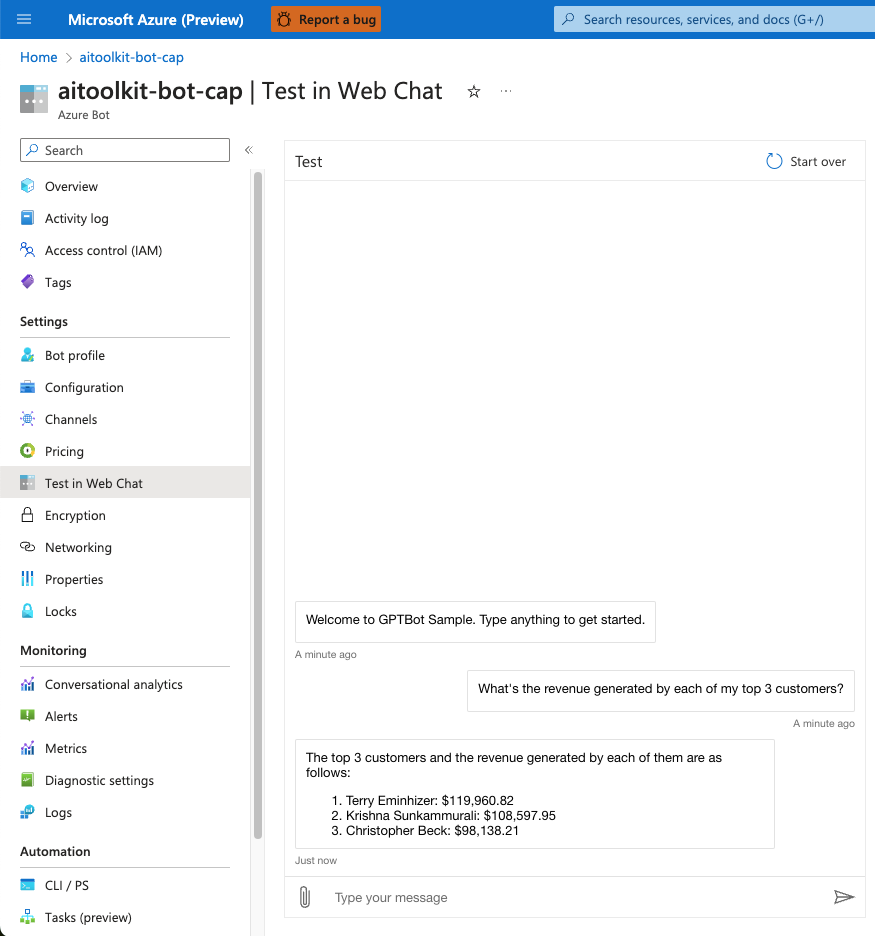 Microsoft Azure (Preview)
Report a bug
Search resources, services, and docs (G+/)
Home > aitoolkit-bot-cap
aitoolkit-bot-cap | Test in Web Chat
Azure Bot
Search
Overview
Activity log
Access control (IAM)
Tags
Settings
Bot profile
Configuration
Channels
Pricing
Test in Web Chat
Encryption
Networking
Properties
Locks
Monitoring
Conversational analytics
Alerts
Metrics
Diagnostic settings
Logs
Automation
CLI / PS
Tasks (preview)
Test
Start over
Welcome to GPTBot Sample. Type anything to get started.
A minute ago
What's the revenue generated by each of my top 3 customers?
A minute ago
The top 3 customers and the revenue generated by each of them are as
follows:
1. Terry Eminhizer: $119,960.82
2. Krishna Sunkammurali: $108,597.95
3. Christopher Beck: $98,138.21
Just now
Type your message